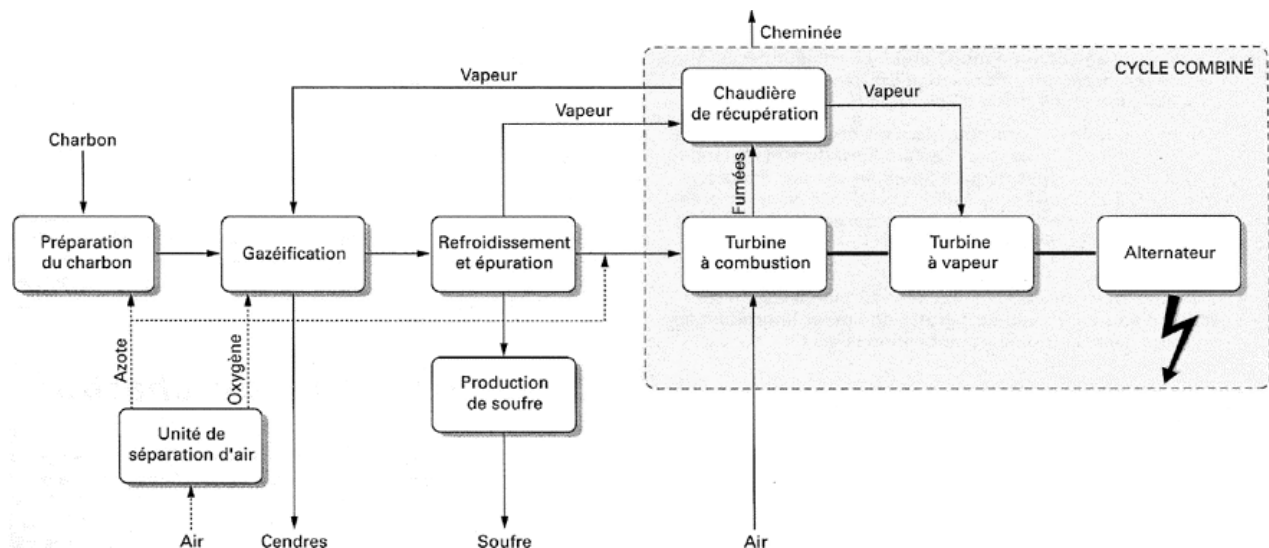 Cheminée
CYCLE COMBINÉ
Vapeur
Chaudière
de récupération
Vapeur
Vapeur
Charbon
Fumées
Préparation
du charbon
Gazéification
Refroidissement
et épuration
Turbine
à combustion
Turbine
à vapeur
Alternateur
Azote
Oxygène
Production
de soufre
Unité de
séparation d'air
Air
Cendres
Soufre
Air